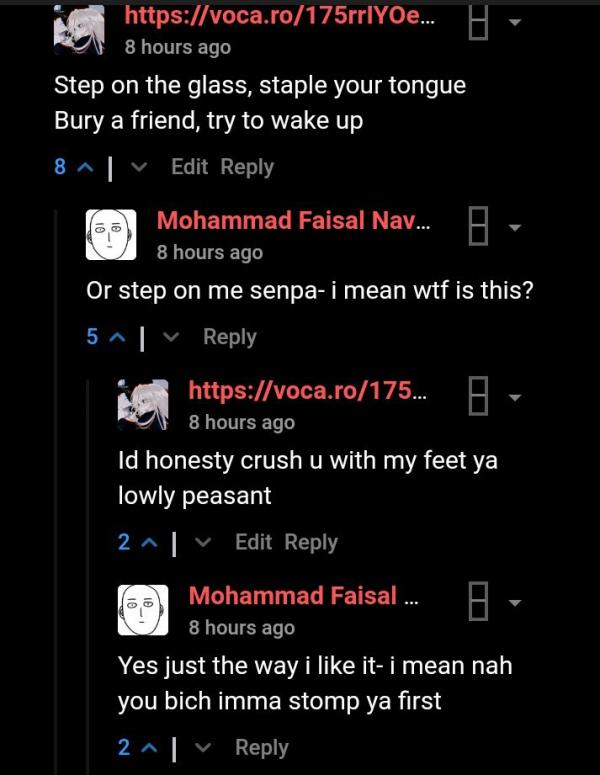 https://voca.ro/175rrlYOe...
8 hours ago
Step on the glass, staple your tongue
Bury a friend, try to wake up
8 | Edit Reply
Mohammad Faisal Nav...
8 hours ago
Or step on me senpa- i mean wtf is this?
5 | Reply
https://voca.ro/175...
8 hours ago
Id honesty crush u with my feet ya
lowly peasant
2 | Edit Reply
Mohammad Faisal ...
8 hours ago
Yes just the way i like it- i mean nah
you bich imma stomp ya first
2 | Reply